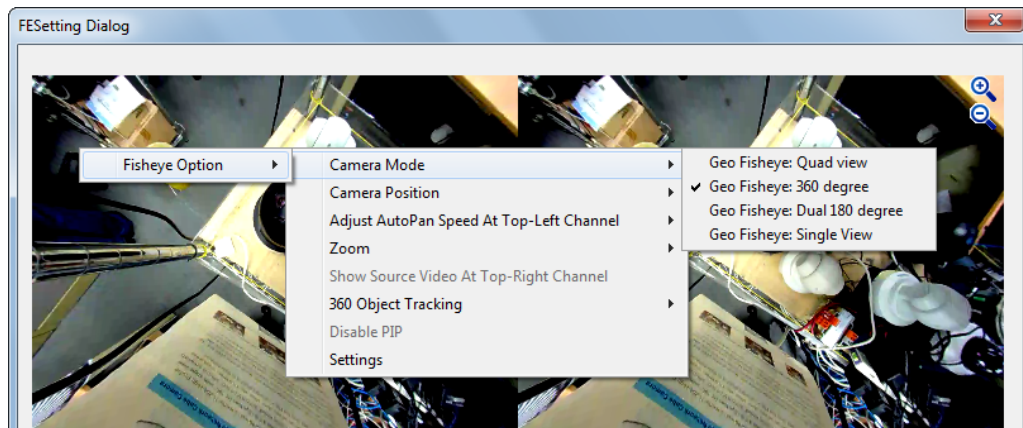 FESetting Dialog
Fisheye Option
Camera Mode
Camera Position
Adjust AutoPan Speed At Top-Left Channel
Zoom
Show Source Video At Top-Right Channel
360 Object Tracking
Disable PIP
Settings
Geo Fisheye: Quad view
Geo Fisheye: 360 degree
Geo Fisheye: Dual 180 degree
Geo Fisheye: Single View